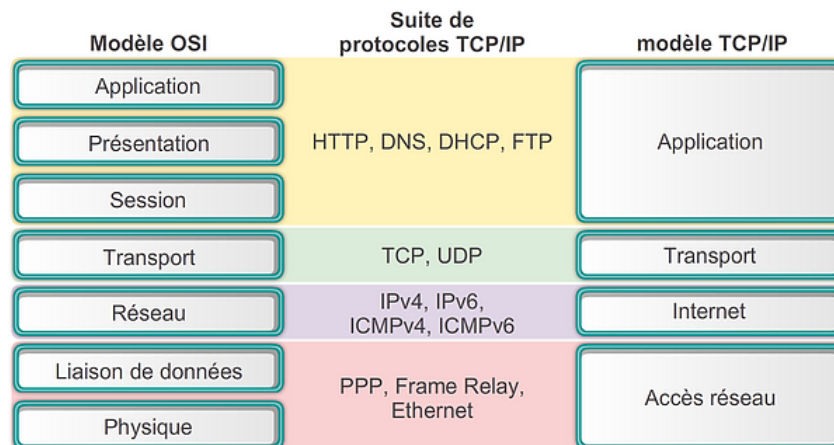 Modèle OSI
Suite de
protocoles TCP/IP
modèle TCP/IP
Application
Présentation
Session
HTTP, DNS, DHCP, FTP
Application
Transport
TCP, UDP
Transport
Réseau
IPv4, IPv6,
ICMPv4, ICMPv6
Internet
Liaison de données
Physique
PPP, Frame Relay,
Ethernet
Accès réseau